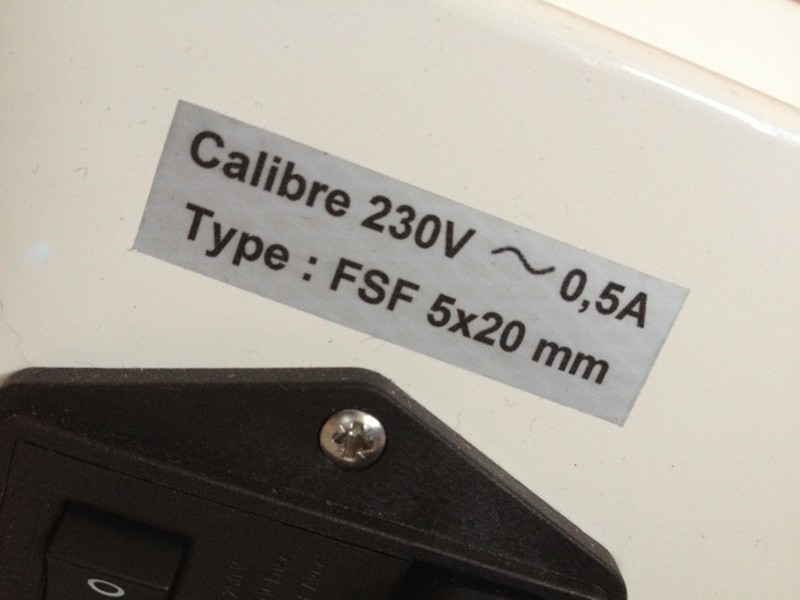 Calibre 230V ～ 0,5A
Type : FSF 5x20 mm
O